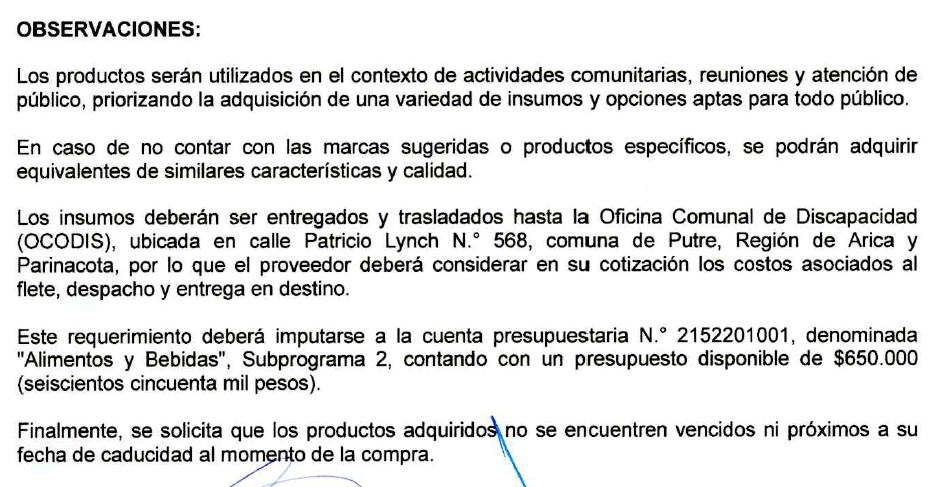 OBSERVACIONES:
Los productos serán utilizados en el contexto de actividades comunitarias, reuniones y atención de
público, priorizando la adquisición de una variedad de insumos y opciones aptas para todo público.
En caso de no contar con las marcas sugeridas o productos específicos, se podrán adquirir
equivalentes de similares características y calidad.
Los insumos deberán ser entregados y trasladados hasta la Oficina Comunal de Discapacidad
(OCODIS), ubicada en calle Patricio Lynch N.° 568, comuna de Putre, Región de Arica y
Parinacota, por lo que el proveedor deberá considerar en su cotización los costos asociados al
flete, despacho y entrega en destino.
Este requerimiento deberá imputarse a la cuenta presupuestaria N.° 2152201001, denominada
"Alimentos y Bebidas", Subprograma 2, contando con un presupuesto disponible de $650.000
(seiscientos cincuenta mil pesos).
Finalmente, se solicita que los productos adquiridos no se encuentren vencidos ni próximos a su
fecha de caducidad al momento de la compra.